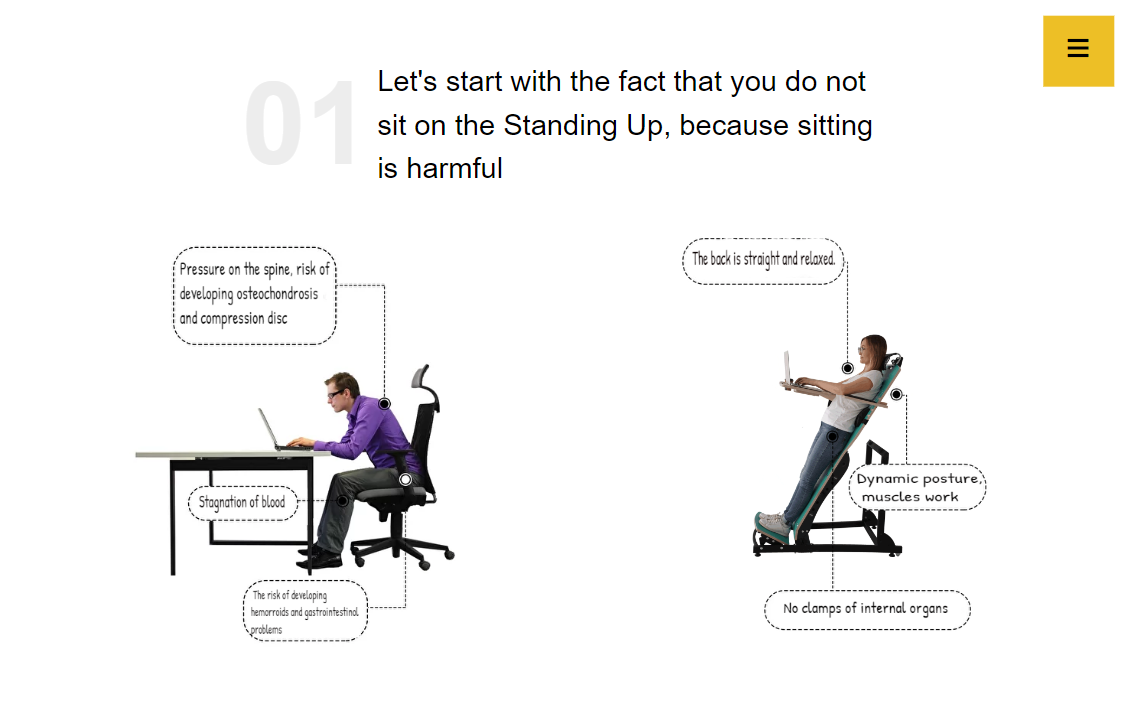 01
Let's start with the fact that you do not
sit on the Standing Up, because sitting
is harmful
Pressure on the spine, risk of
developing osteochondrosis
and compression disc
Stagnation of blood
The risk of developing
hemorroids and gastrointestinol
problems
The back is straight and relaxed.
Dynamic posture,
muscles work
No clamps of internal organs